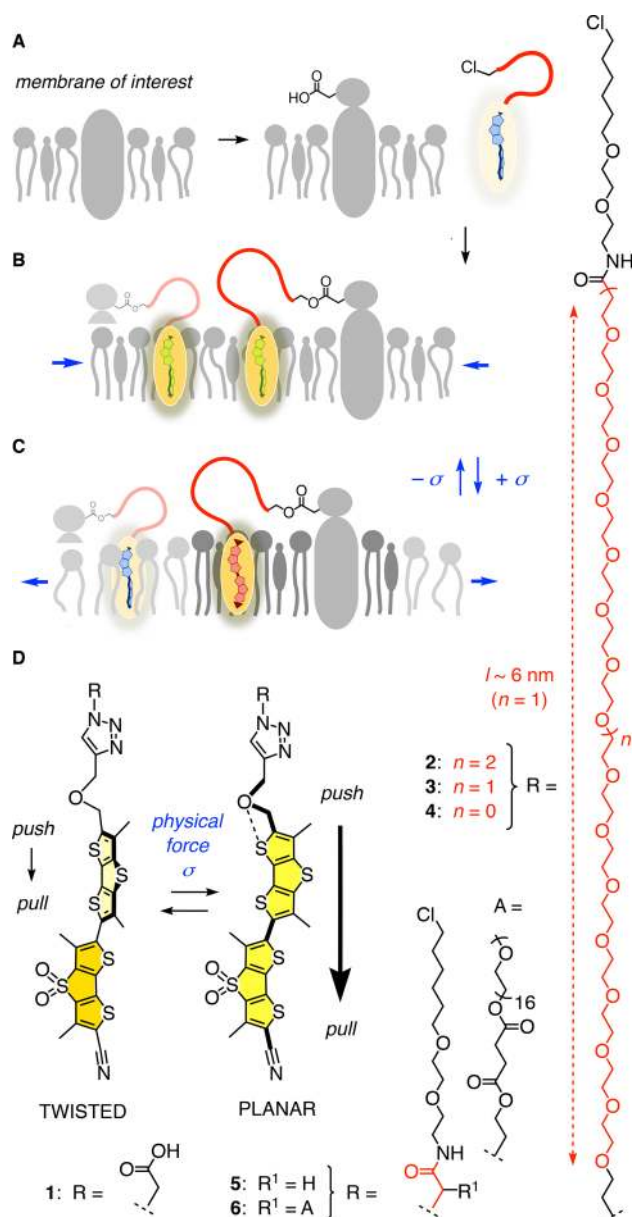 A
membrane of interest
HO
O
Cl
Cl
O
O
NH
O
B
O
O
O
O
C
O
O
O
O
− σ
+ σ
O
O
O
O
O
O
O
l ~ 6 nm
(n = 1)
n
O
O
O
O
O
O
D
R
N
N
N
O
push
pull
S
S
S
S
S
O
O
N
TWISTED
physical
force
σ
R
N
N
N
O
push
S
S
S
S
S
O
O
N
pull
PLANAR
2: n = 2
3: n = 1
4: n = 0
R =
Cl
O
O
NH
O
R¹
A =
O
16
O
O
O
O
1: R =
O
OH
5: R¹ = H
6: R¹ = A
R =